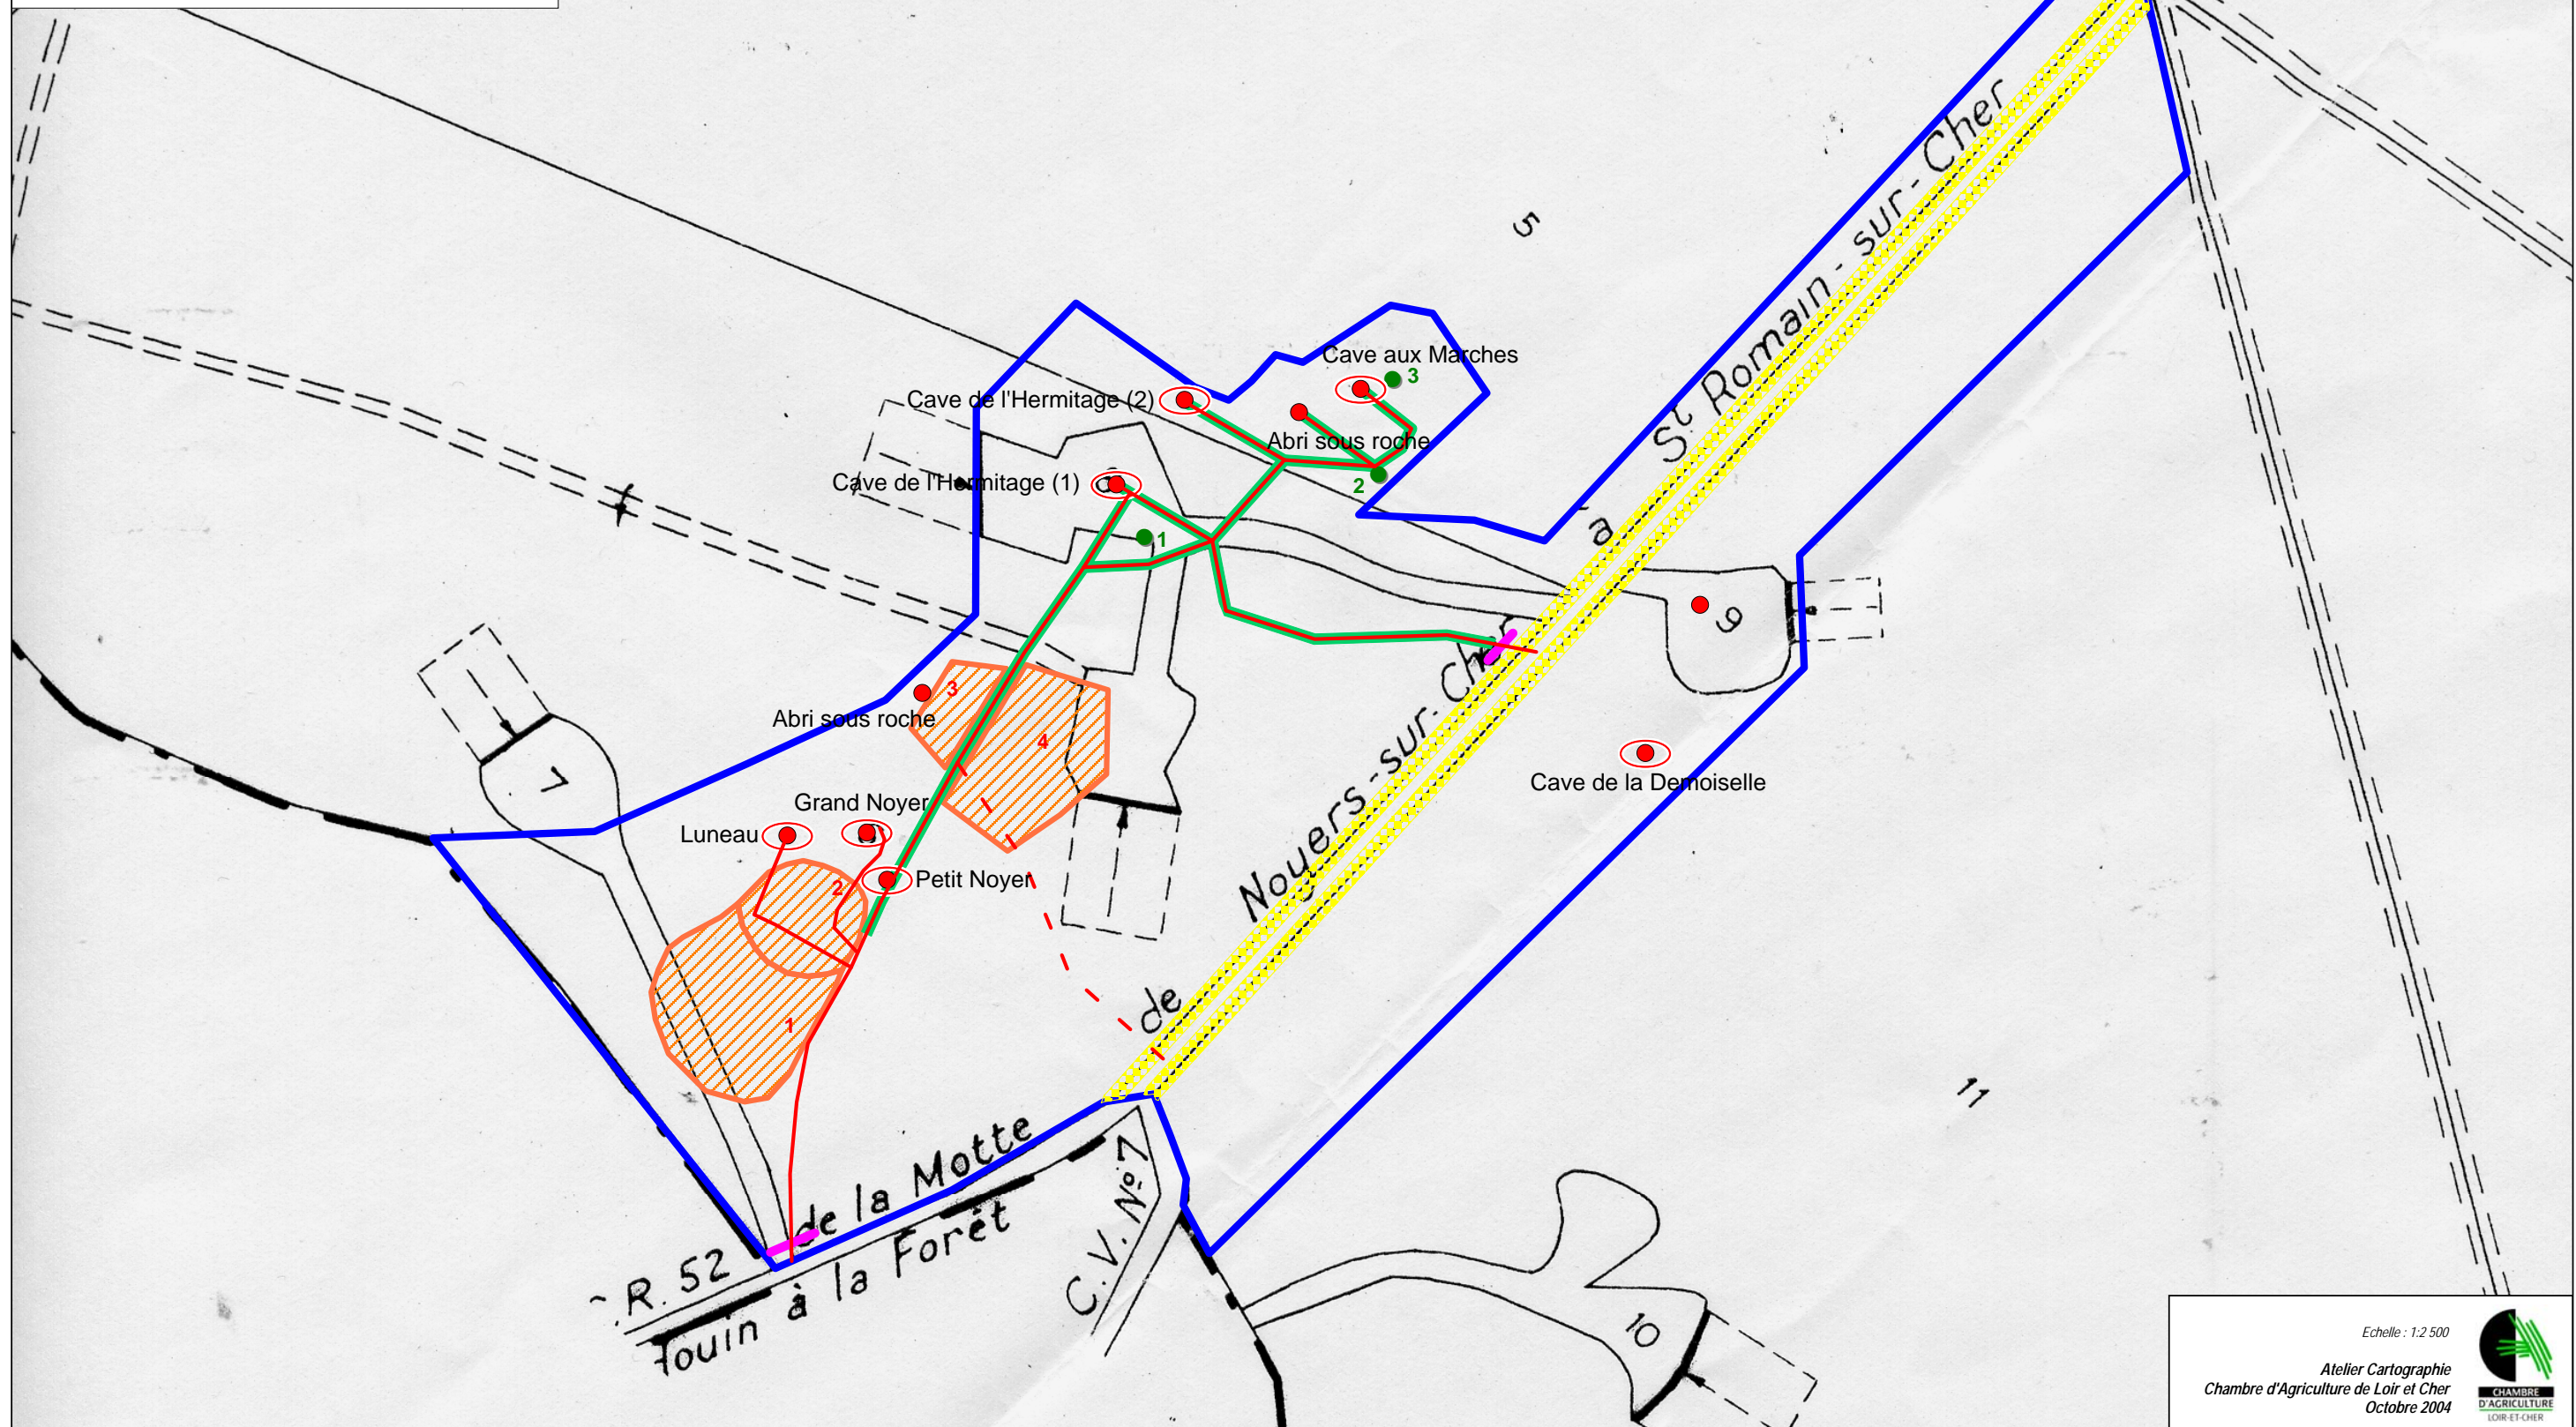 5
St Romain - sur - Cher
Cave aux Marches
3
Cave de l'Hermitage (2)
Abri sous roche
Cave de l'Hermitage (1)
2
à
1
9
Noyers - sur - Cher
3
Abri sous roche
4
7
Cave de la Demoiselle
Grand Noyer
Luneau
2
Petit Noyer
de
1
11
R. 52 de la Motte
Touin à la Forêt
C.V. Nº 7
10
Echelle : 1:2 500
Atelier Cartographie
Chambre d'Agriculture de Loir et Cher
Octobre 2004
CHAMBRE
D'AGRICULTURE
LOIR-ET-CHER